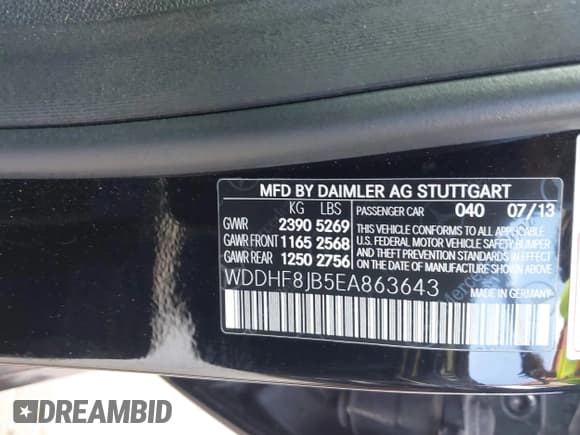 MFD BY DAIMLER AG STUTTGART
KG LBS
GVWR 2390 5269
GAWR FRONT 1165 2568
GAWR REAR 1250 2756
PASSENGER CAR 040 07/13
THIS VEHICLE CONFORMS TO ALL APPLICABLE
U.S. FEDERAL MOTOR VEHICLE SAFETY, BUMPER
AND THEFT PREVENTION STANDARDS IN
EFFECT ON THE DATE OF MANUFACTURE
SHOWN ABOVE.
WDDHF8JB5EA863643
MADE IN GERMANY
DREAMBID